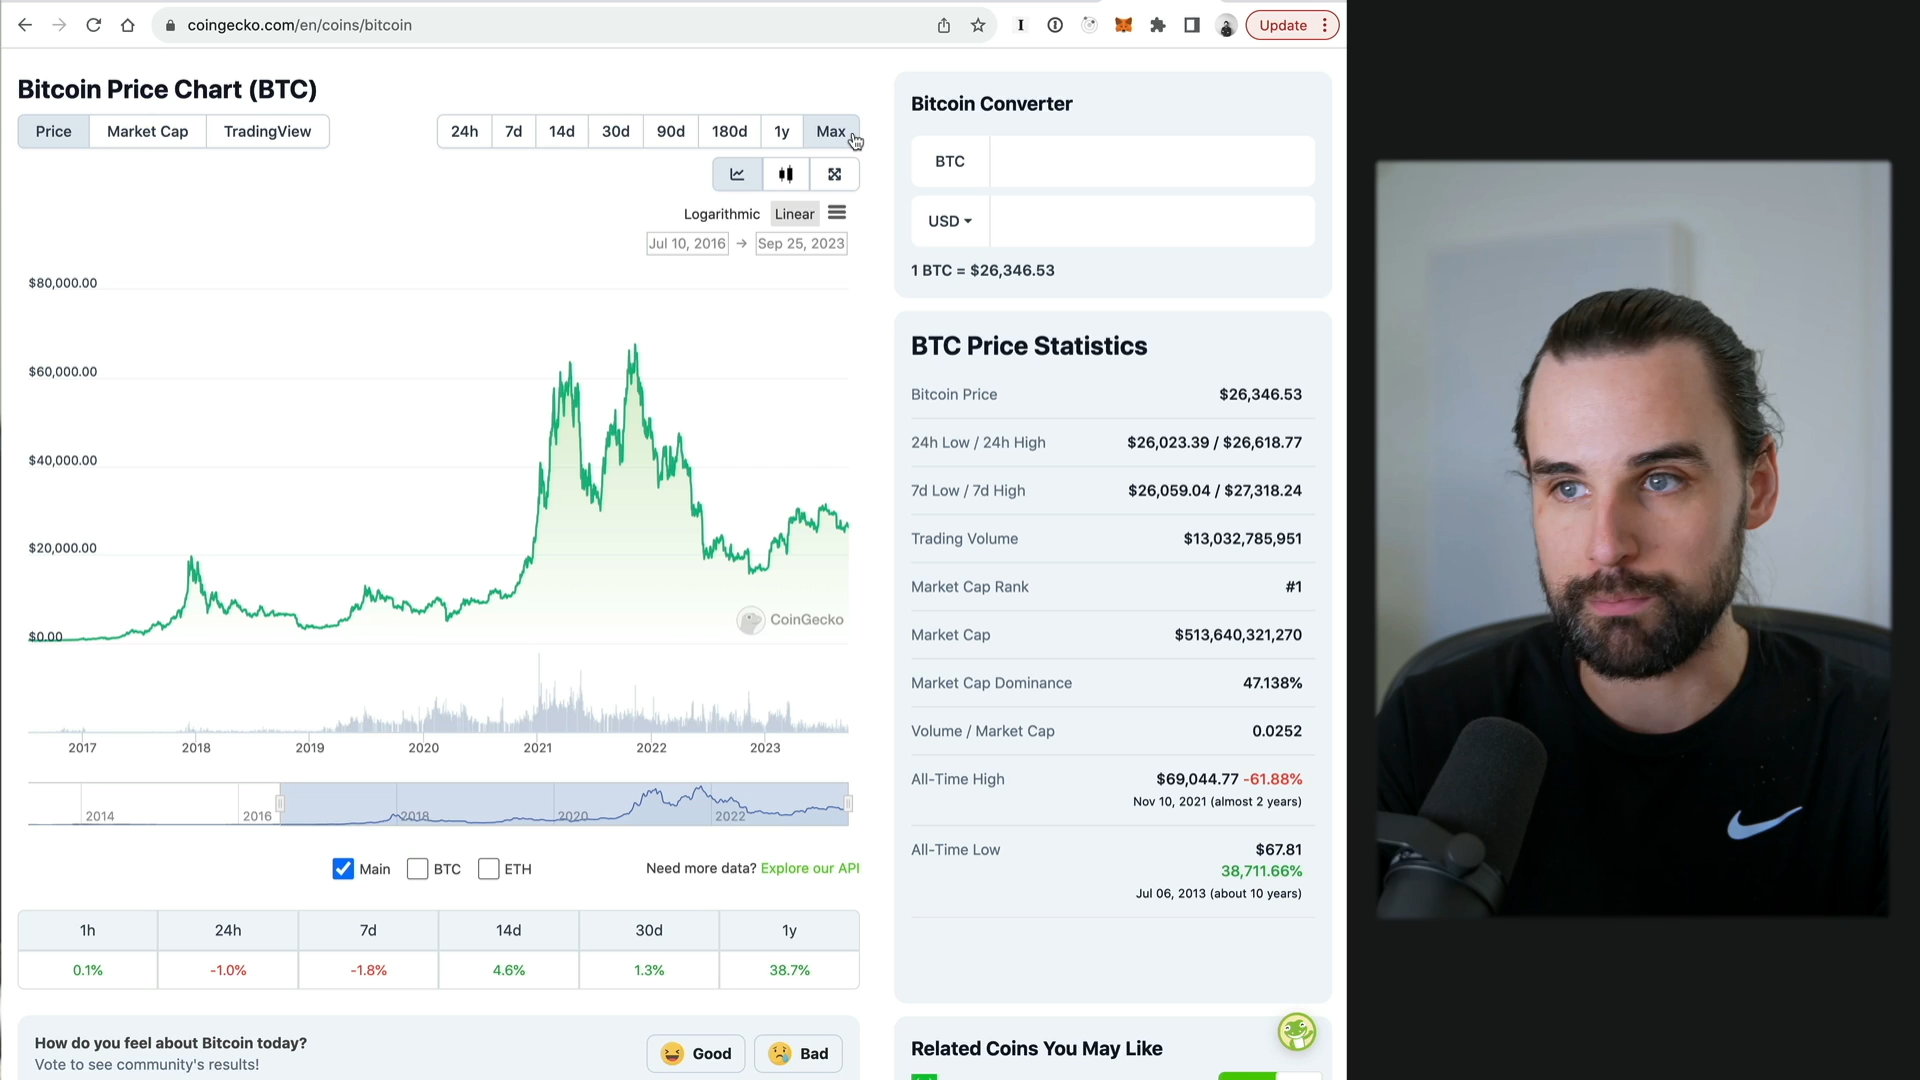 coingecko.com/en/coins/bitcoin
Update
Bitcoin Price Chart (BTC)
Price Market Cap TradingView
24h 7d 14d 30d 90d 180d 1y Max
Logarithmic Linear
Jul 10, 2016 → Sep 25, 2023
$80,000.00
$60,000.00
$40,000.00
$20,000.00
$0.00
CoinGecko
2017 2018 2019 2020 2021 2022 2023
2014 2016 2018 2020 2022
Main BTC ETH
Need more data? Explore our API
1h 24h 7d 14d 30d 1y
0.1% -1.0% -1.8% 4.6% 1.3% 38.7%
How do you feel about Bitcoin today?
Vote to see community's results!
Good Bad
Bitcoin Converter
BTC
USD
1 BTC = $26,346.53
BTC Price Statistics
Bitcoin Price $26,346.53
24h Low / 24h High $26,023.39 / $26,618.77
7d Low / 7d High $26,059.04 / $27,318.24
Trading Volume $13,032,785,951
Market Cap Rank #1
Market Cap $513,640,321,270
Market Cap Dominance 47.138%
Volume / Market Cap 0.0252
All-Time High $69,044.77 -61.88%
Nov 10, 2021 (almost 2 years)
All-Time Low $67.81
38,711.66%
Jul 06, 2013 (about 10 years)
Related Coins You May Like